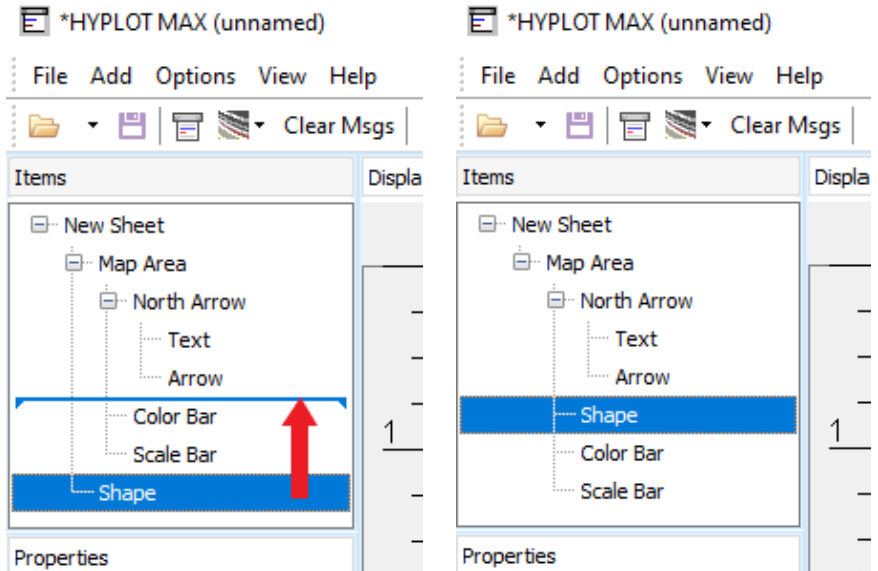 *HYPLOT MAX (unnamed)
File Add Options View Help
Clear Msgs
Items
Displa
New Sheet
Map Area
North Arrow
Text
Arrow
Color Bar
Scale Bar
Shape
1
Properties
*HYPLOT MAX (unnamed)
File Add Options View Help
Clear Msgs
Items
Displa
New Sheet
Map Area
North Arrow
Text
Arrow
Shape
Color Bar
Scale Bar
1
Properties